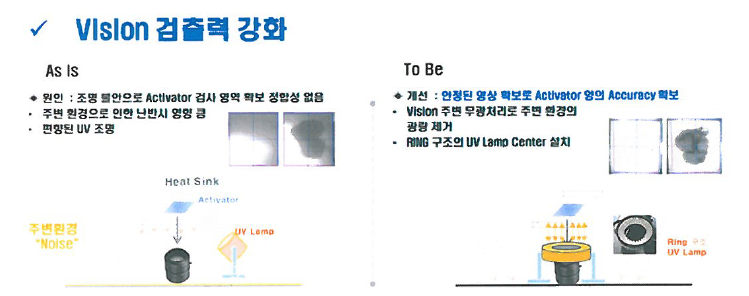 ✓ Vision 검출력 강화
As Is
◆ 원인 : 조명 불안으로 Activator 검사 영역 확보 정합성 없음
• 주변 환경으로 인한 난반사 영향 큼
• 편향된 UV 조명
Heat Sink
Activator
주변환경
"Noise"
UV Lamp
To Be
◆ 개선 : 안정된 영상 확보로 Activator 양의 Accuracy 확보
• Vision 주변 무광처리로 주변 환경의
광량 제거
• RING 구조의 UV Lamp Center 설치
Ring 구조
UV Lamp